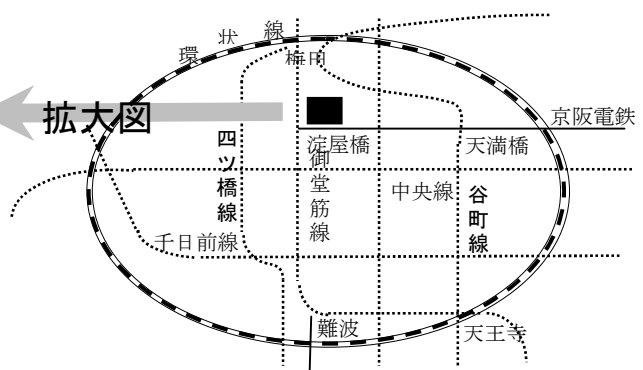 環状線
梅田
拡大図
京阪電鉄
淀屋橋
天満橋
四ツ橋線
御堂筋線
中央線
谷町線
千日前線
難波
天王寺